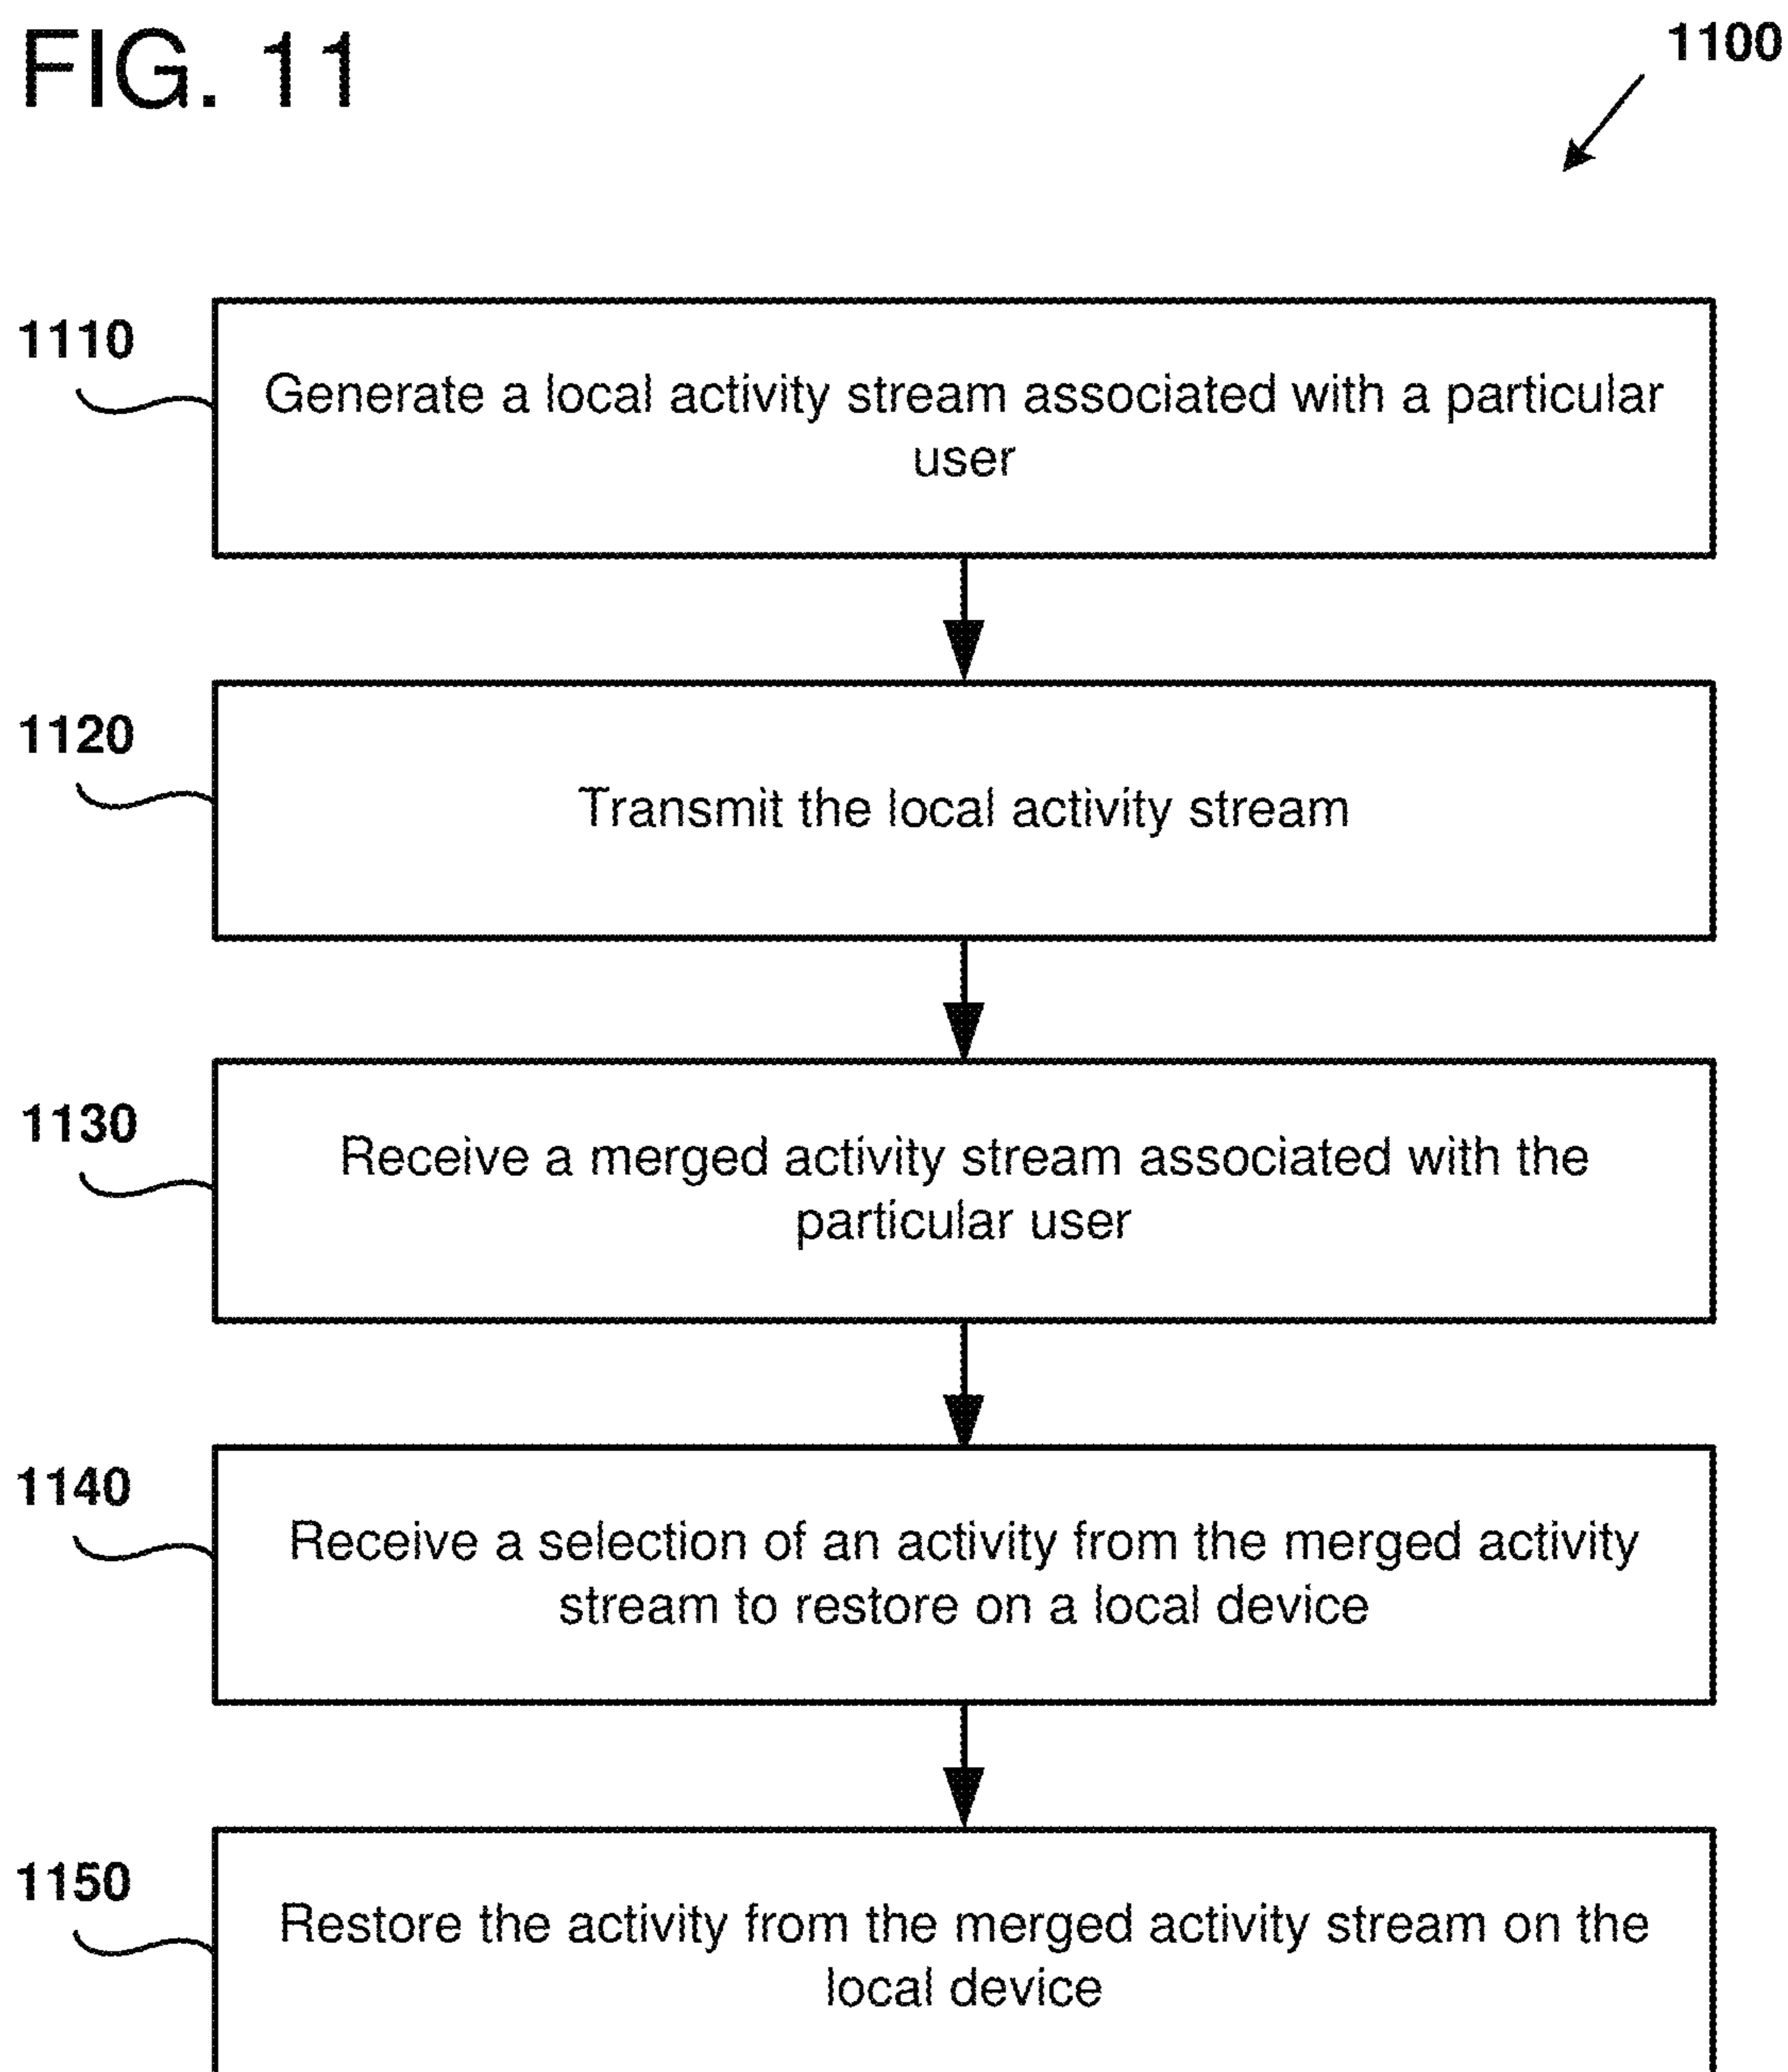 FIG. 11
1100
1110
Generate a local activity stream associated with a particular
user
1120
Transmit the local activity stream
1130
Receive a merged activity stream associated with the
particular user
1140
Receive a selection of an activity from the merged activity
stream to restore on a local device
1150
Restore the activity from the merged activity stream on the
local device